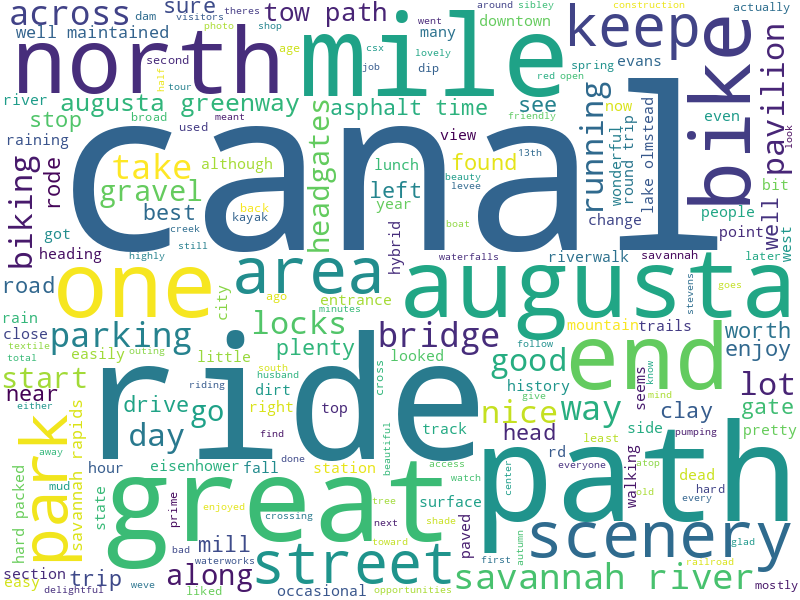 across
dam
visitors
theres
sure
tow path
around
sibley
construction
actually
well maintained
photo
shop
age
went
many
lovely
downtown
keep
north
mile
second
half
csx
job
dip
spring
evans
red open
bike
pavilion
river
augusta greenway
tour
asphalt time
see
now
even
look
stop
broad
used
meant
headgates
view
running
wonderful
round trip
lake olmstead
raining
canal
take
although
lunch
found
13th
friendly
biking
rode
gravel
left
beauty
levee
bit
best
back
year
people
change
point
well
west
got
kayak
creek
still
boat
hybrid
heading
highly
waterfalls
riverwalk
savannah
later
road
one
area
augusta
stevens
goes
city
ago
entrance
minutes
rain
parking
locks
bridge
mountain
trails
close
textile
total
easily
outing
little
plenty
looked
follow
good
end
worth
enjoy
start
ride
south
husband
riding
cross
history
give
seems
know
mind
near
either
drive
go
dirt
right
top
track
nice
way
clay
lot
gate
park
savannah rapids
day
find
done
beautiful
head
rd
side
least
pumping
pretty
away
hour
eisenhower
fall
station
access
everyone
walking
atop
dead
hard packed
mud
state
great
watch
center
path
old
hard
every
prime
enjoyed
tree
surface
crossing
next
shade
paved
scenery
bad
mill
waterworks
street
toward
first
autumn
glad
railroad
section
trip
along
easy
delightful
weve
liked
occasional
opportunities
savannah river
mostly